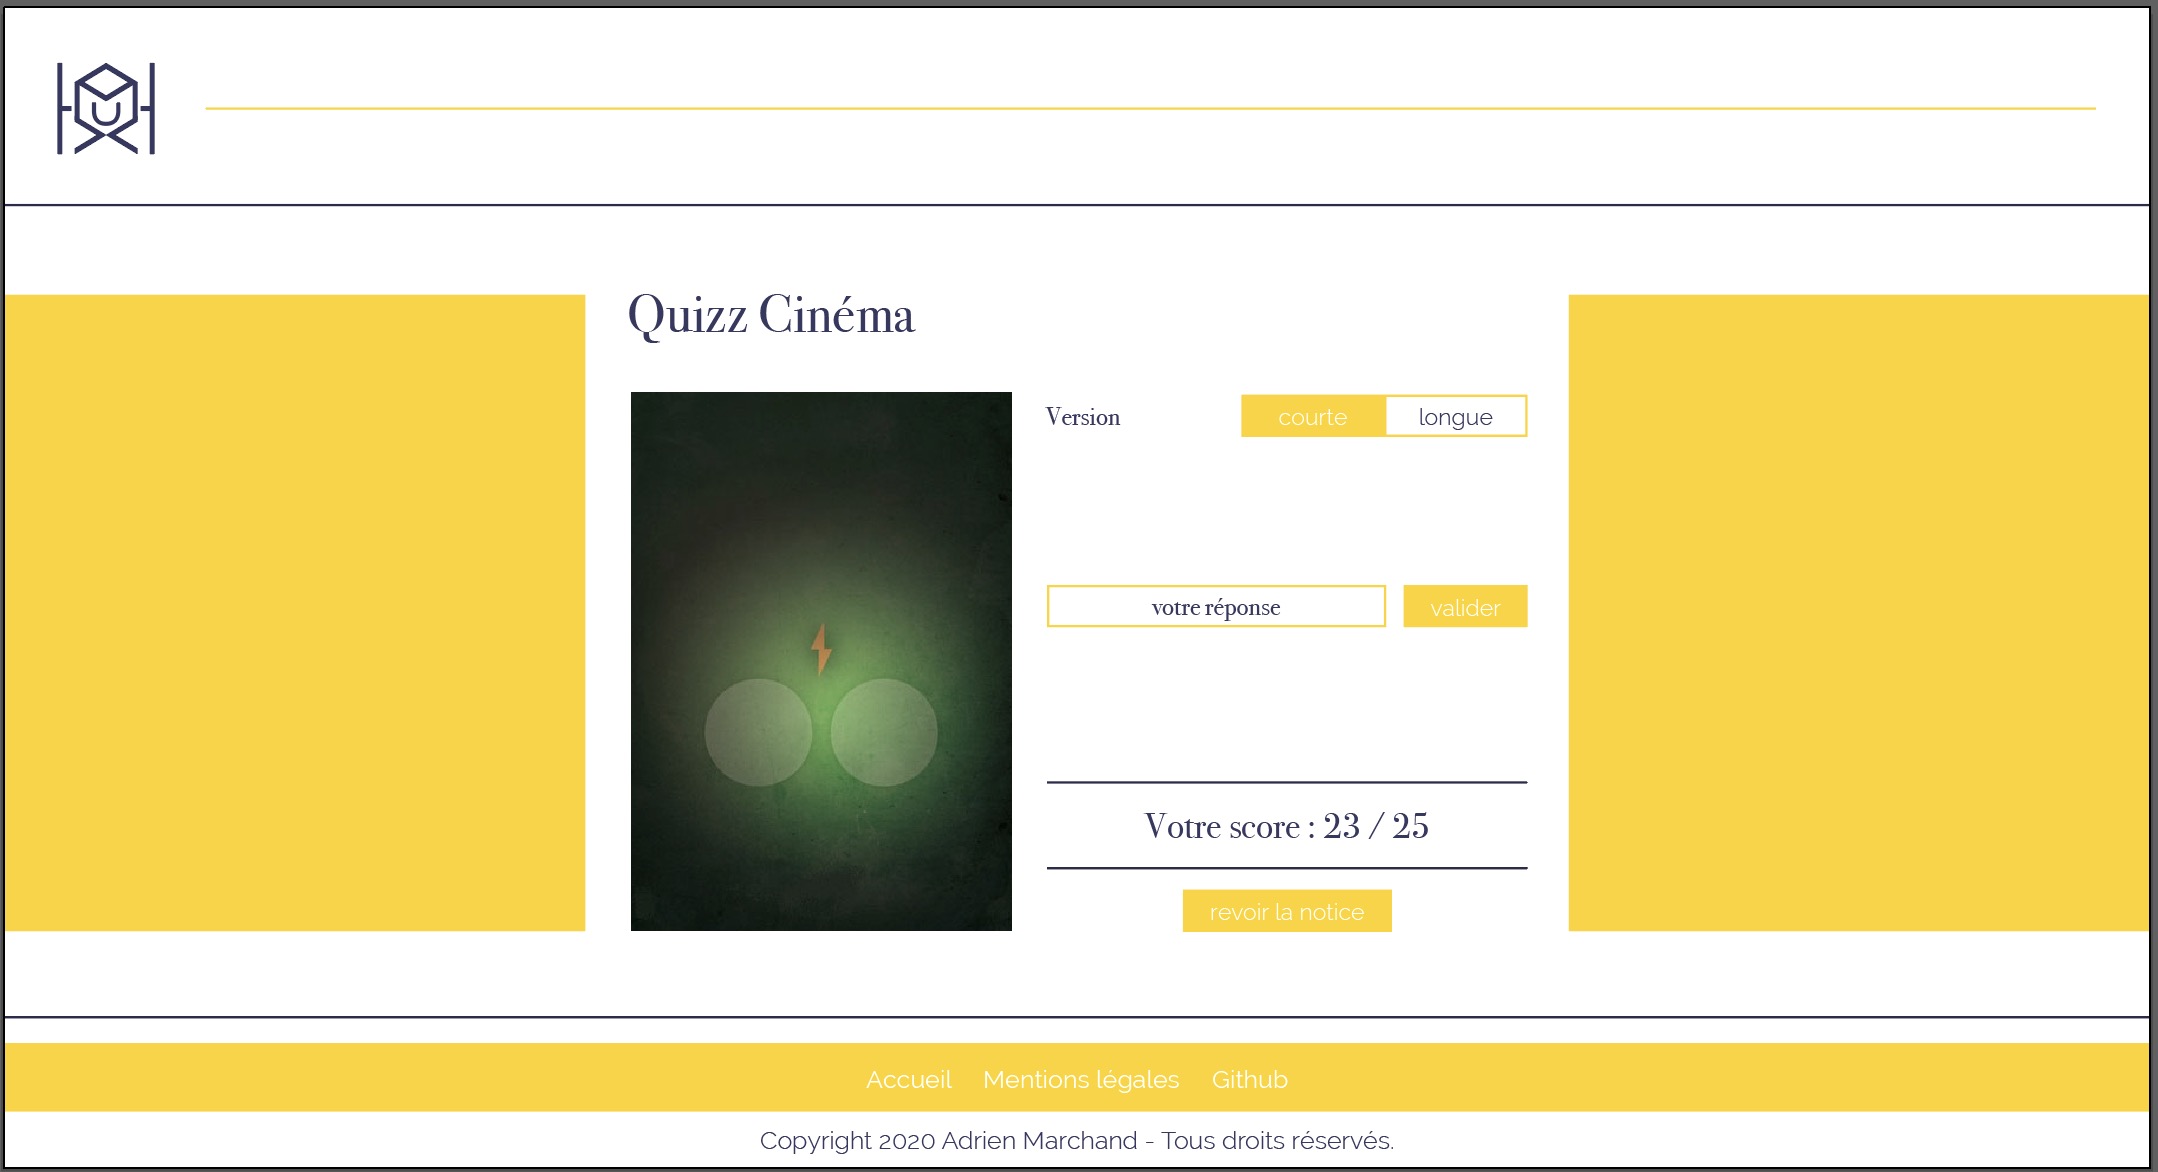 Quizz Cinéma
Version
courte longue
votre réponse valider
Votre score : 23 / 25
revoir la notice
Accueil Mentions légales Github
Copyright 2020 Adrien Marchand - Tous droits réservés.